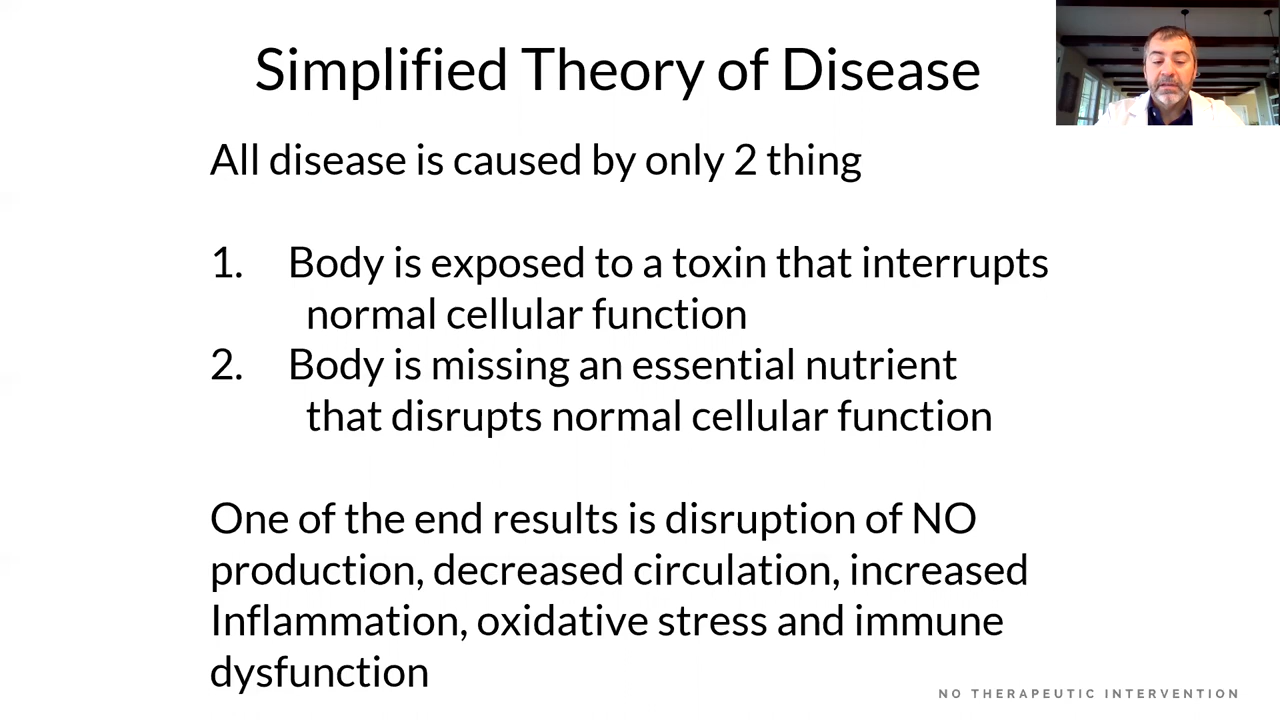 Simplified Theory of Disease
All disease is caused by only 2 thing
1. Body is exposed to a toxin that interrupts
normal cellular function
2. Body is missing an essential nutrient
that disrupts normal cellular function
One of the end results is disruption of NO
production, decreased circulation, increased
Inflammation, oxidative stress and immune
dysfunction
NO THERAPEUTIC INTERVENTION